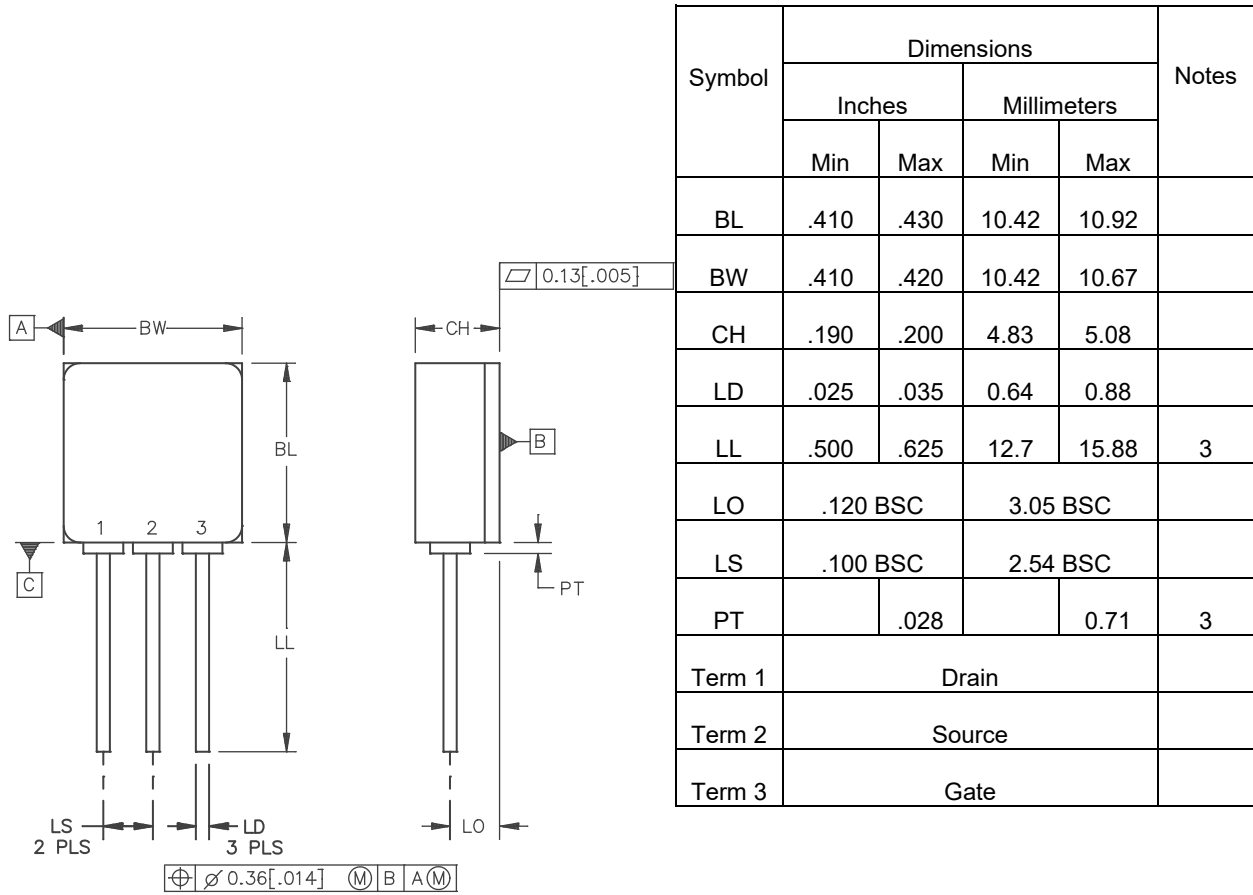 A
BW
1 2 3
C
BL
LL
LS
2 PLS
LD
3 PLS
⌖ ⌀ 0.36[.014] Ⓜ B A Ⓜ
⏥ 0.13[.005]
CH
B
PT
LO
Symbol Dimensions Notes
Inches Millimeters
Min Max Min Max
BL .410 .430 10.42 10.92
BW .410 .420 10.42 10.67
CH .190 .200 4.83 5.08
LD .025 .035 0.64 0.88
LL .500 .625 12.7 15.88 3
LO .120 BSC 3.05 BSC
LS .100 BSC 2.54 BSC
PT .028 0.71 3
Term 1 Drain
Term 2 Source
Term 3 Gate